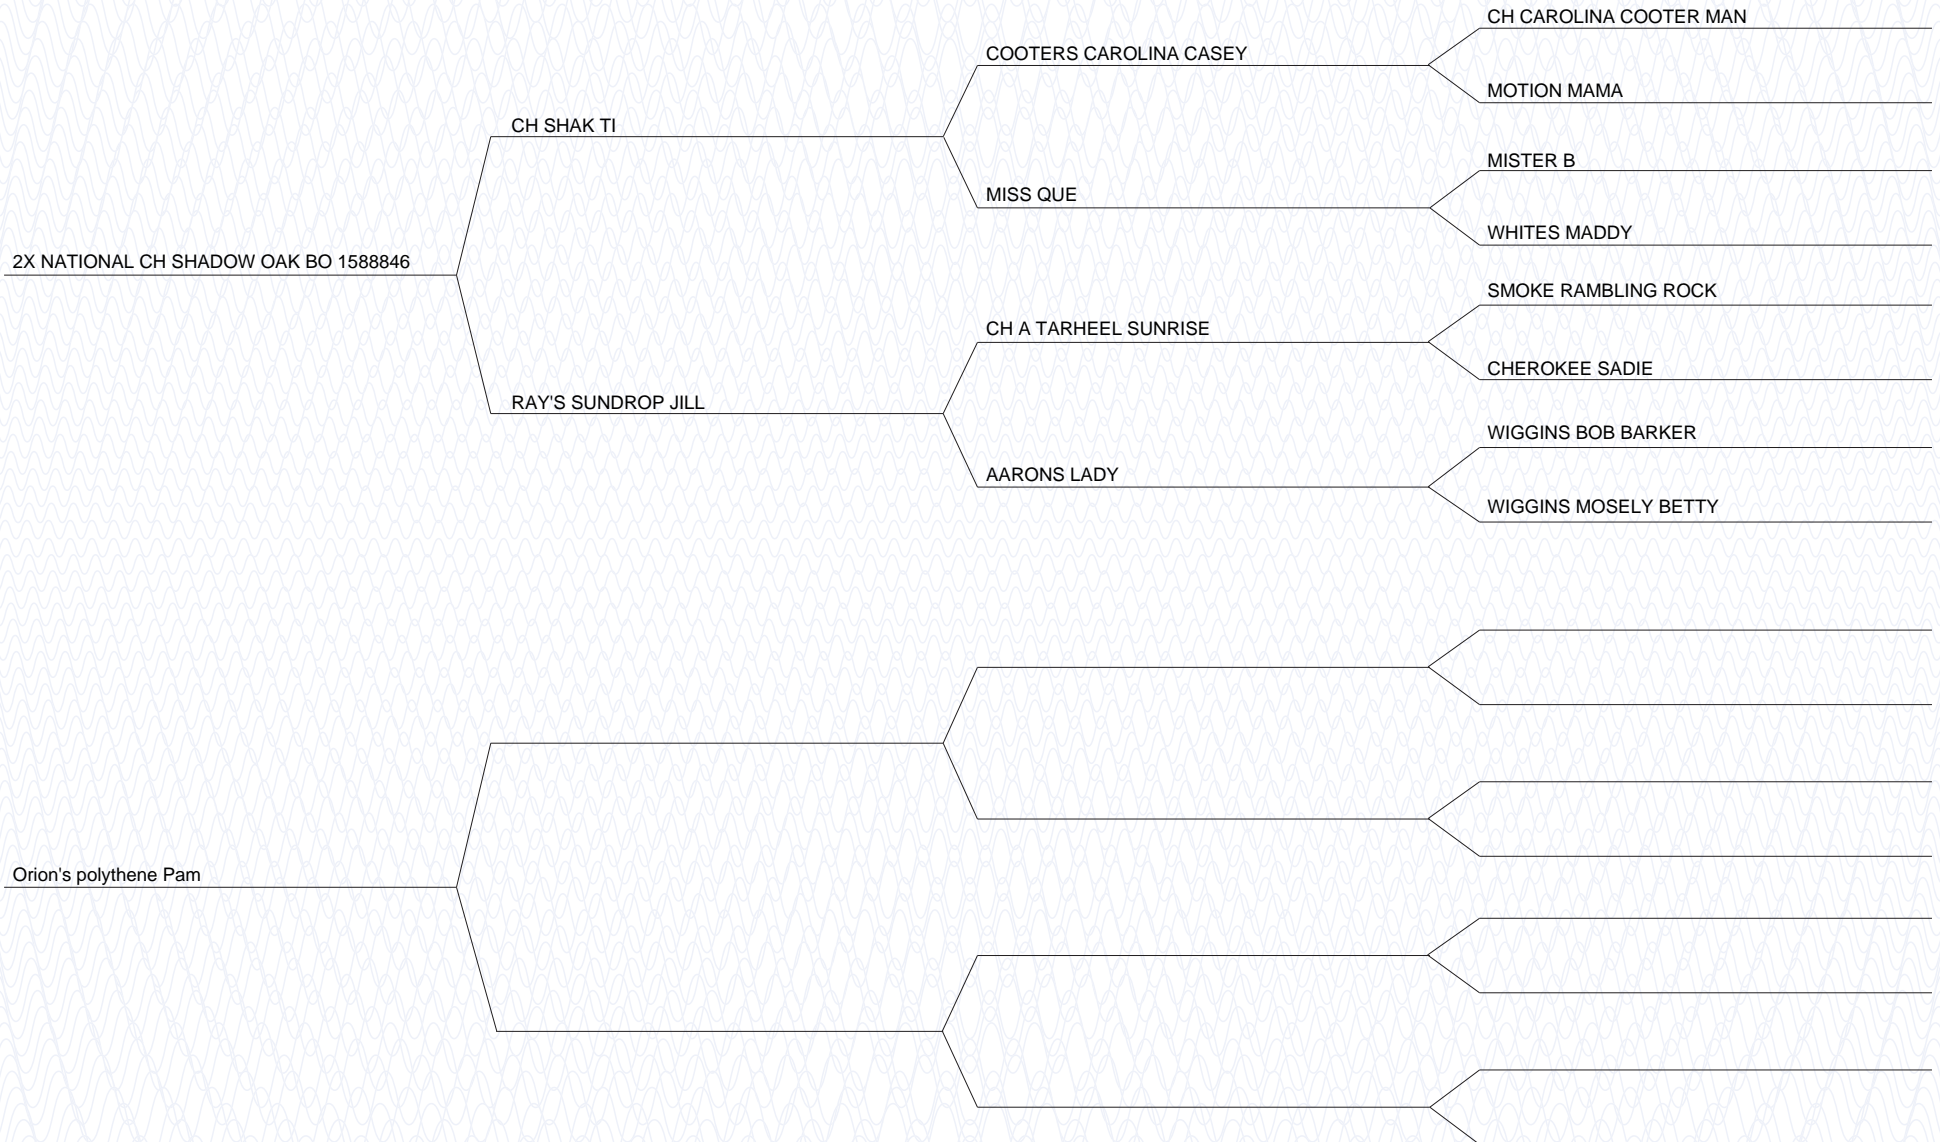 CH CAROLINA COOTER MAN
COOTERS CAROLINA CASEY
MOTION MAMA
CH SHAK TI
MISTER B
MISS QUE
WHITES MADDY
2X NATIONAL CH SHADOW OAK BO 1588846
SMOKE RAMBLING ROCK
CH A TARHEEL SUNRISE
CHEROKEE SADIE
RAY'S SUNDROP JILL
WIGGINS BOB BARKER
AARONS LADY
WIGGINS MOSELY BETTY
Orion's polythene Pam